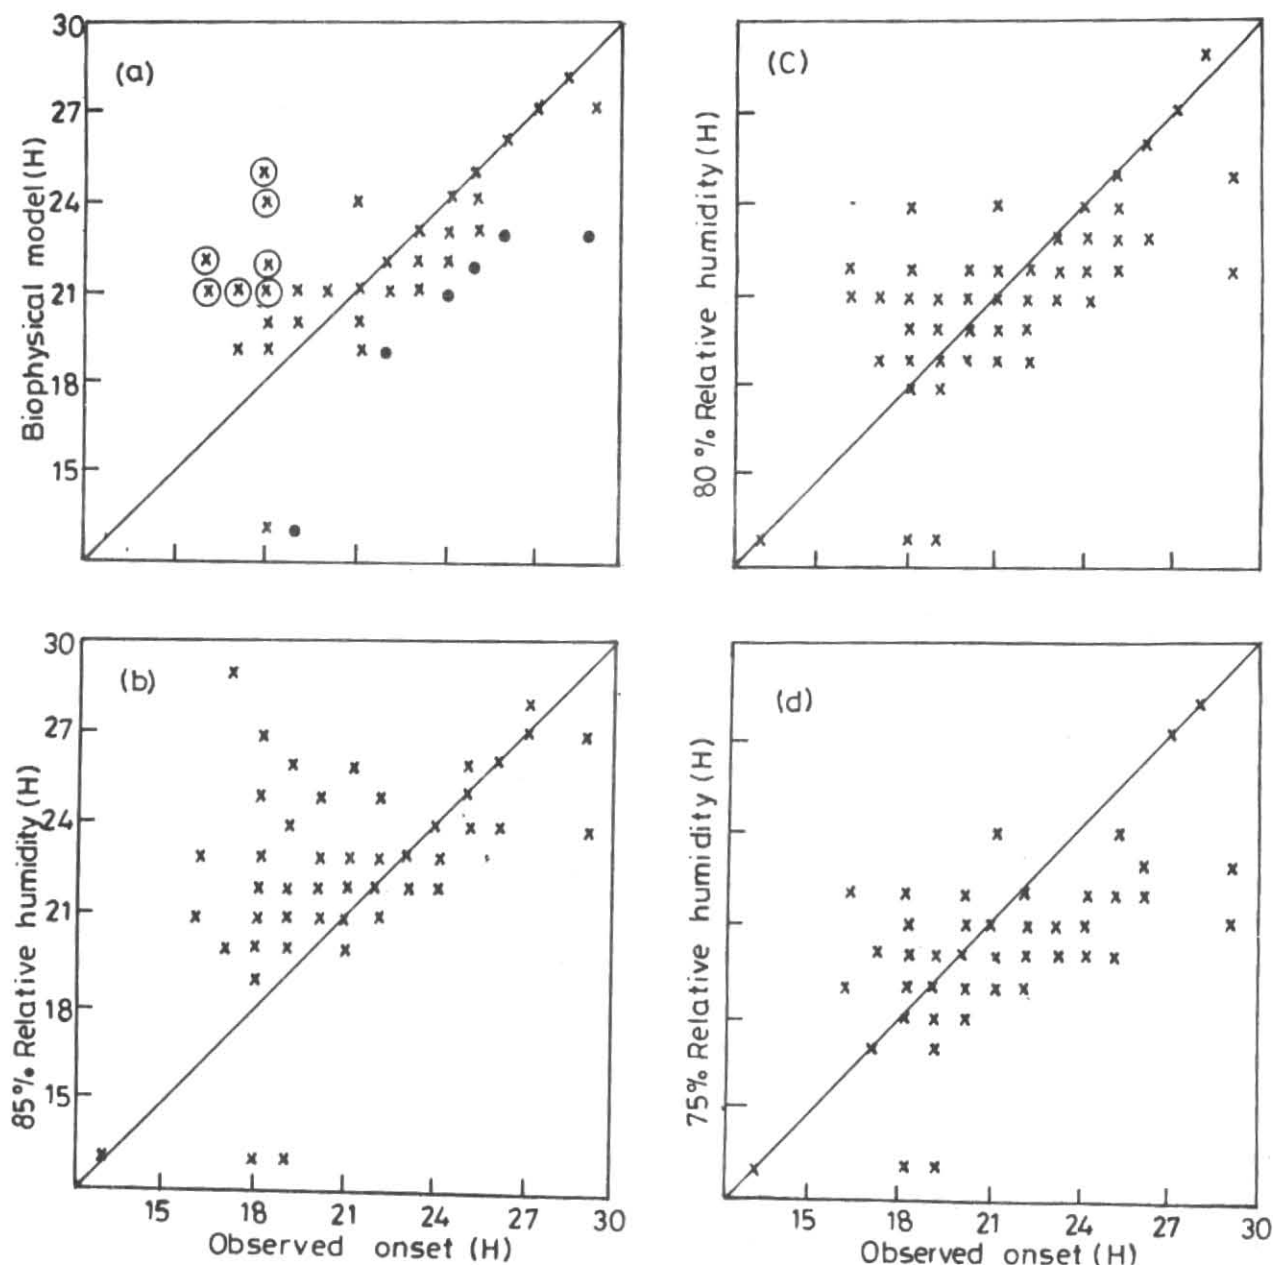 30
(a)
27
24
21
18
15
Biophysical model (H)
(C)
80 % Relative humidity (H)
30
(b)
27
24
21
18
15
85% Relative humidity (H)
15 18 21 24 27 30
Observed onset (H)
(d)
75% Relative humidity (H)
15 18 21 24 27 30
Observed onset (H)